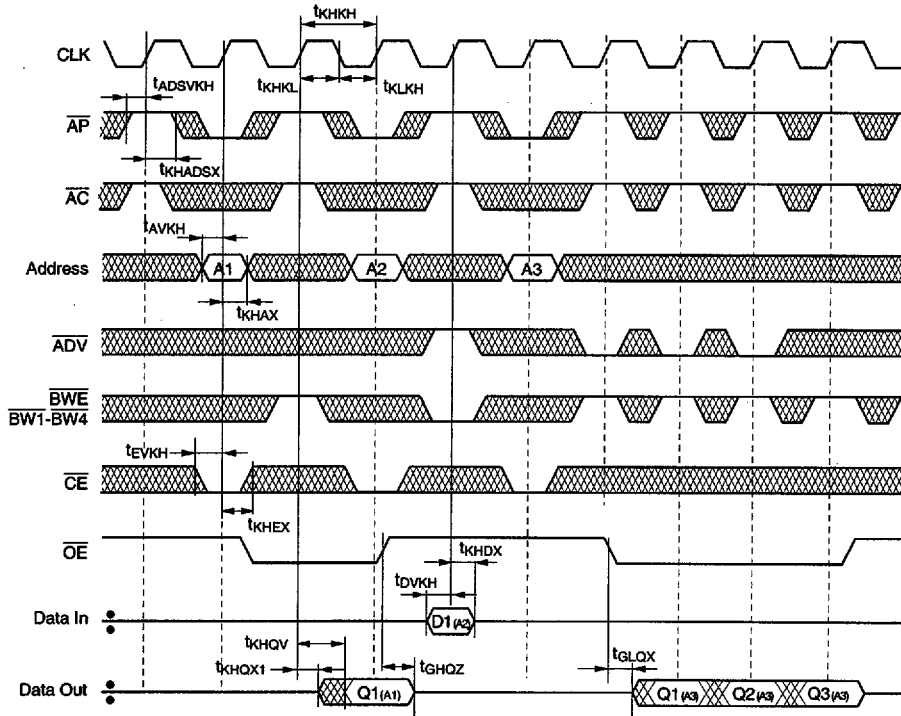 tKHKH
CLK
tADSVKH
tKHKL
tKLKH
AP
tKHADSX
AC
tAVKH
Address
A1
A2
A3
tKHAX
ADV
BWE
BW1-BW4
tEVKH
CE
tKHEX
OE
tKHDX
tDVKH
Data In
D1(A2)
tKHQV
tKHQX1
tGHQZ
tGLQX
Data Out
Q1(A1)
Q1(A3)
Q2(A3)
Q3(A3)